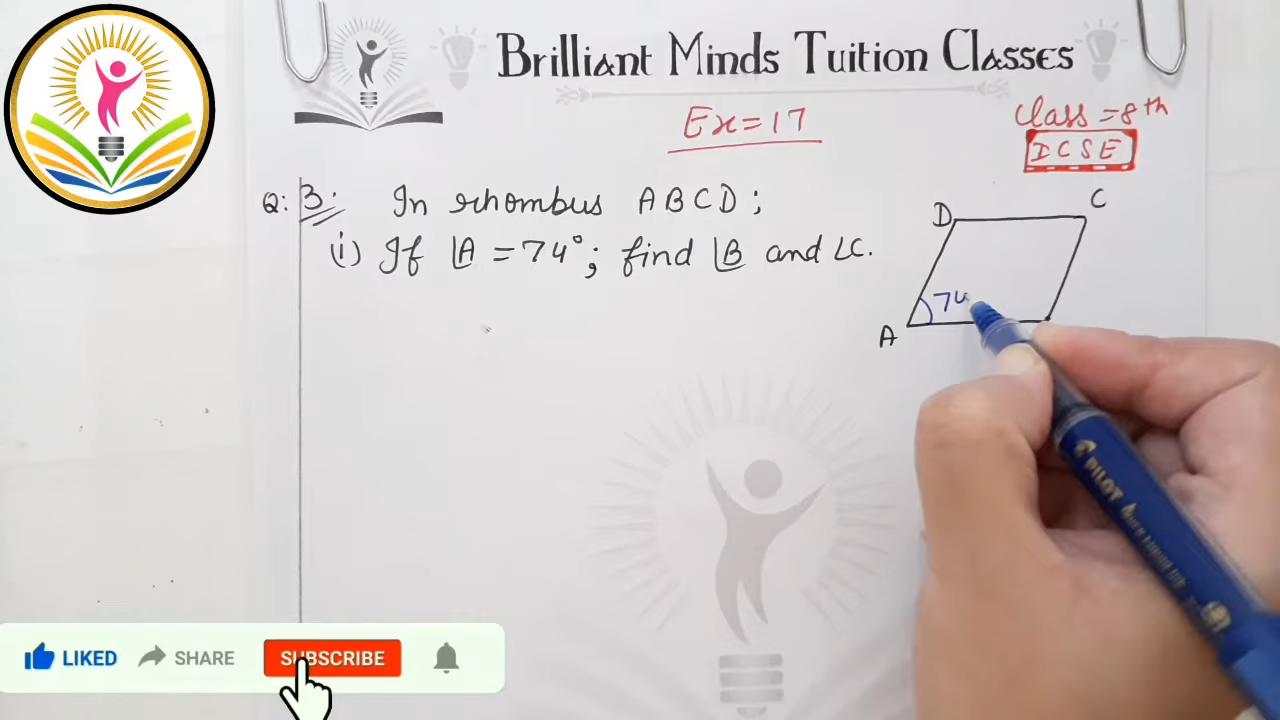 Brilliant Minds Tuition Classes
Ex=17
Class = 8th
ICSE
Q: 3. In rhombus ABCD;
(i) If ∠A = 74°; find ∠B and ∠C.
D
C
74
A
PILOT
LIKED SHARE SUBSCRIBE